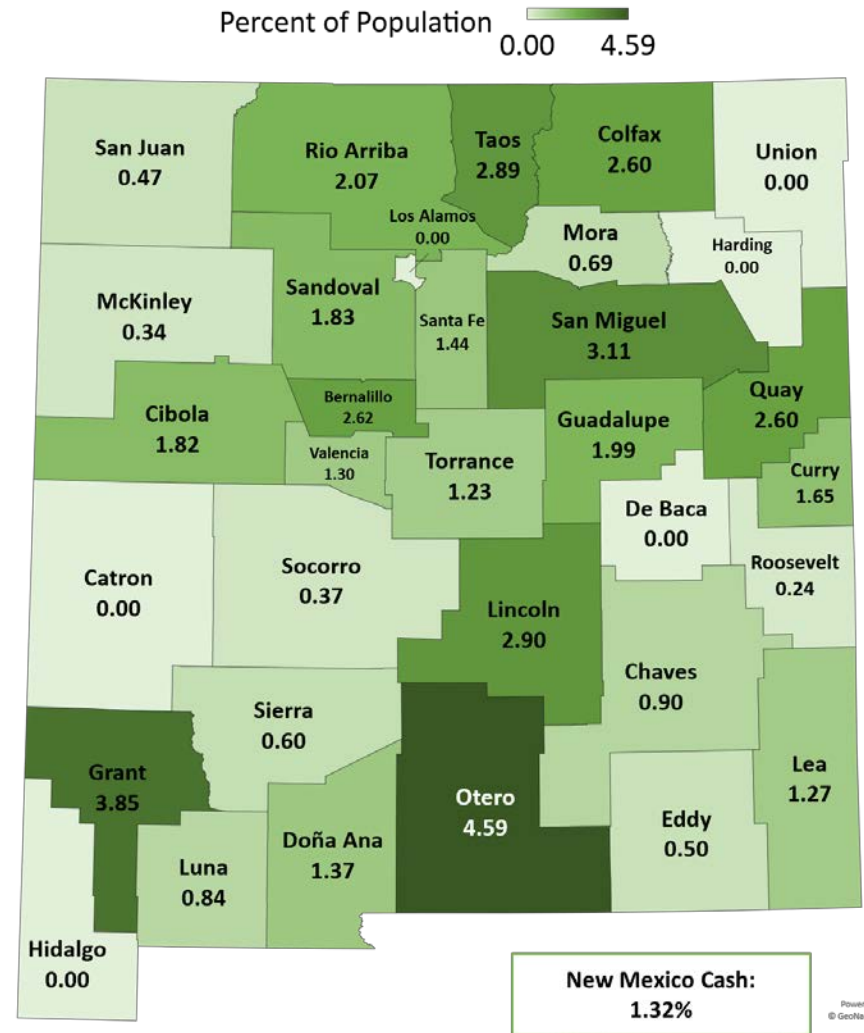 Percent of Population
0.00 4.59
San Juan
0.47
Rio Arriba
2.07
Taos
2.89
Colfax
2.60
Union
0.00
Los Alamos
0.00
Mora
0.69
Harding
0.00
McKinley
0.34
Sandoval
1.83
Santa Fe
1.44
San Miguel
3.11
Cibola
1.82
Bernalillo
2.62
Valencia
1.30
Torrance
1.23
Guadalupe
1.99
Quay
2.60
Curry
1.65
De Baca
0.00
Roosevelt
0.24
Catron
0.00
Socorro
0.37
Lincoln
2.90
Chaves
0.90
Sierra
0.60
Grant
3.85
Otero
4.59
Lea
1.27
Doña Ana
1.37
Eddy
0.50
Luna
0.84
Hidalgo
0.00
New Mexico Cash:
1.32%
Power
© GeoNa